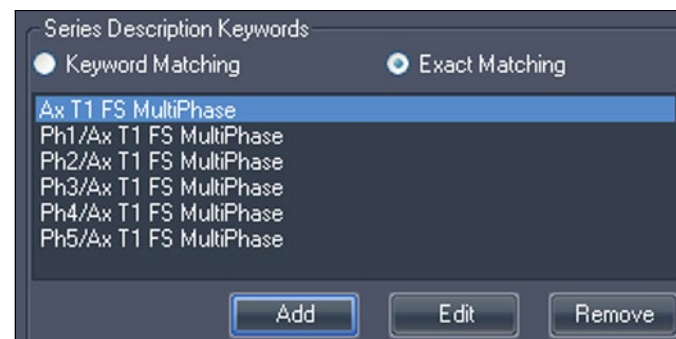 Series Description Keywords
Keyword Matching Exact Matching
Ax T1 FS MultiPhase
Ph1/Ax T1 FS MultiPhase
Ph2/Ax T1 FS MultiPhase
Ph3/Ax T1 FS MultiPhase
Ph4/Ax T1 FS MultiPhase
Ph5/Ax T1 FS MultiPhase
Add Edit Remove